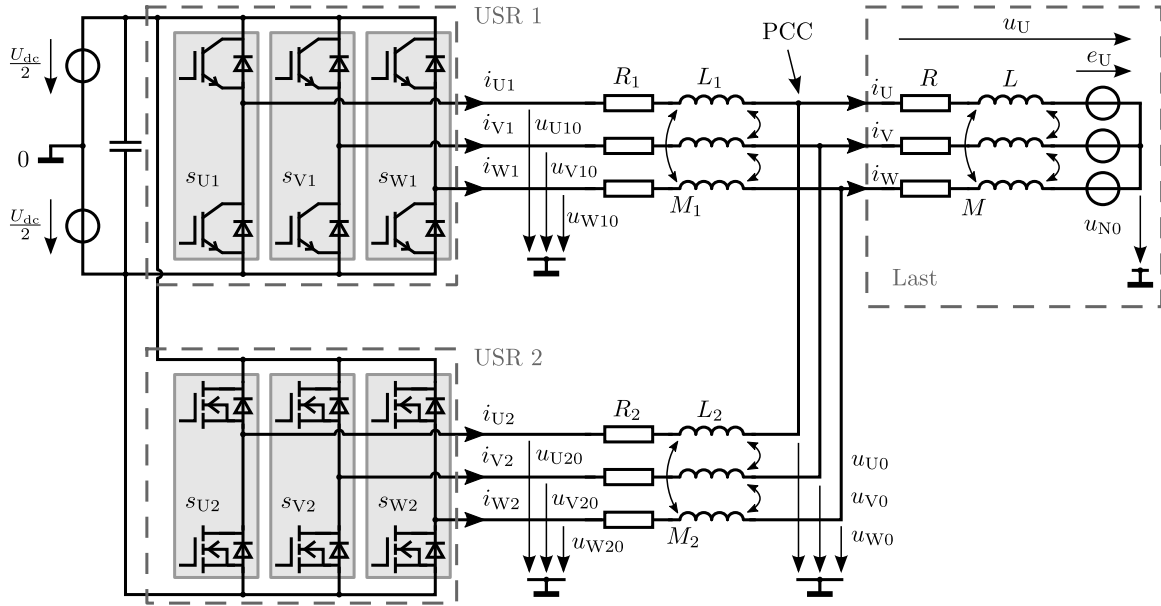 USR 1
U_dc/2
0
U_dc/2
s_U1
s_V1
s_W1
i_U1
i_V1
i_W1
u_U10
u_V10
u_W10
R_1
L_1
M_1
PCC
u_U
e_U
i_U
R
L
i_V
i_W
M
u_N0
Last
USR 2
s_U2
s_V2
s_W2
i_U2
i_V2
i_W2
u_U20
u_V20
u_W20
R_2
L_2
M_2
u_U0
u_V0
u_W0